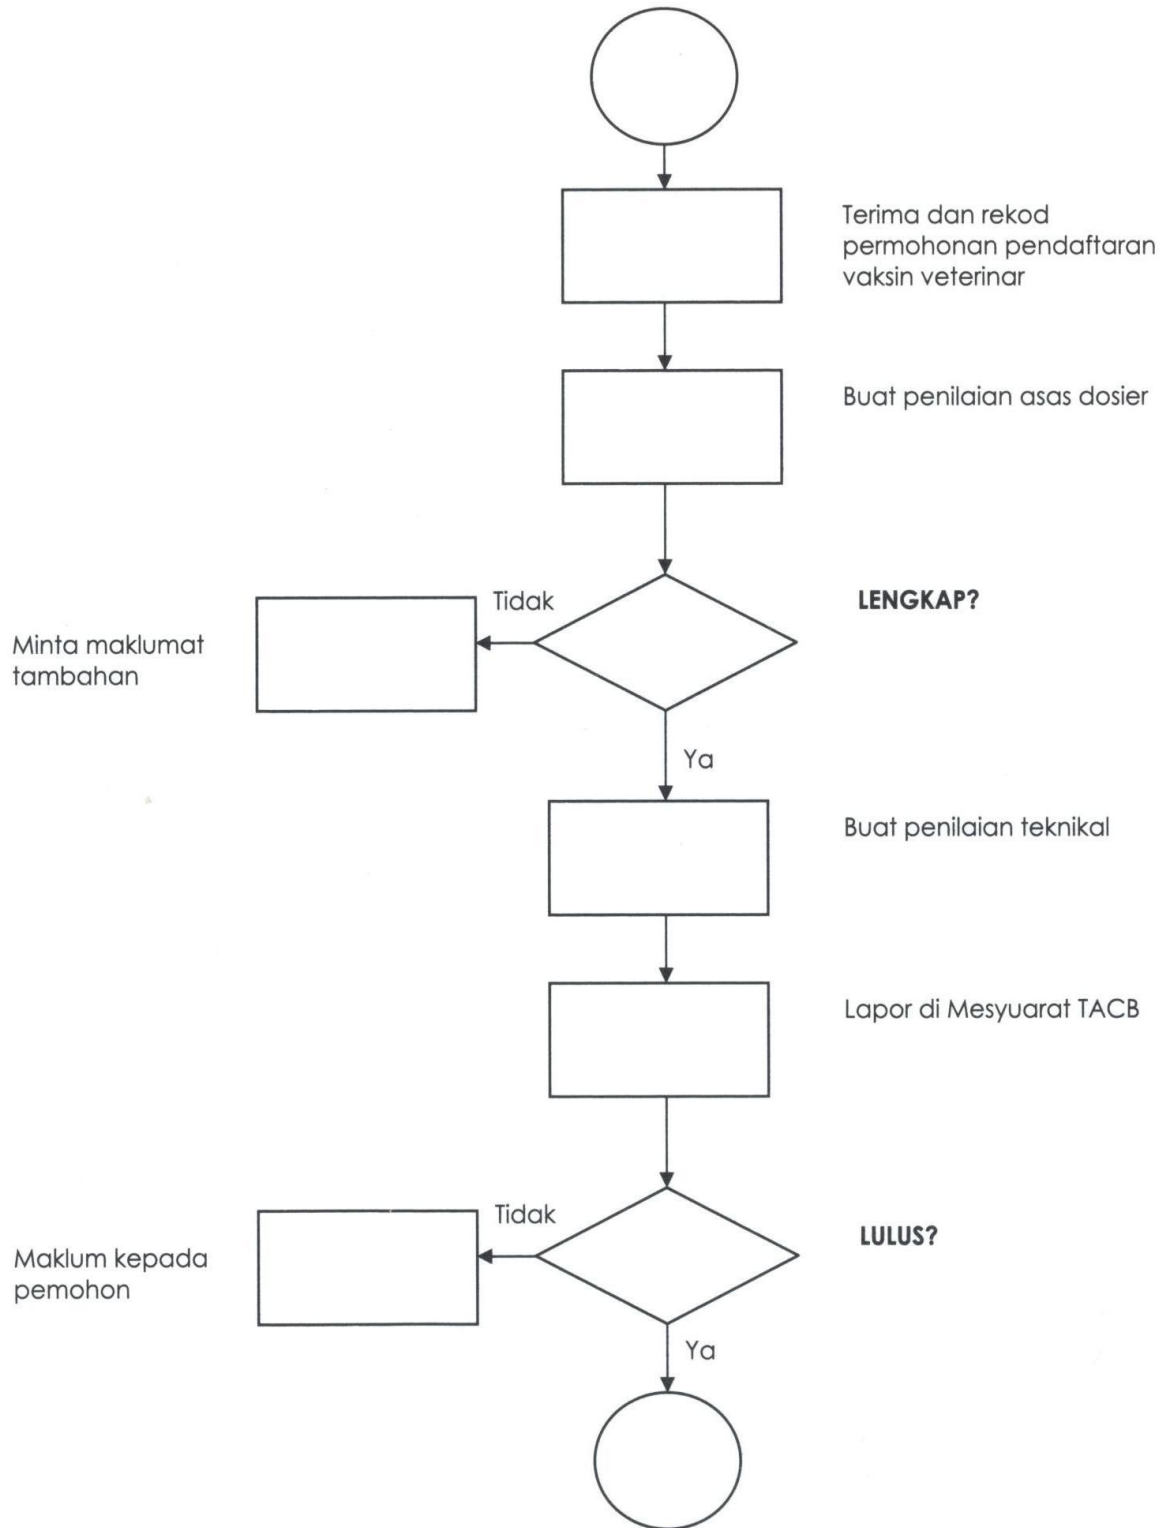 Terima dan rekod
permohonan pendaftaran
vaksin veterinar
Buat penilaian asas dosier
Tidak
LENGKAP?
Minta maklumat
tambahan
Ya
Buat penilaian teknikal
Lapor di Mesyuarat TACB
Tidak
LULUS?
Maklum kepada
pemohon
Ya